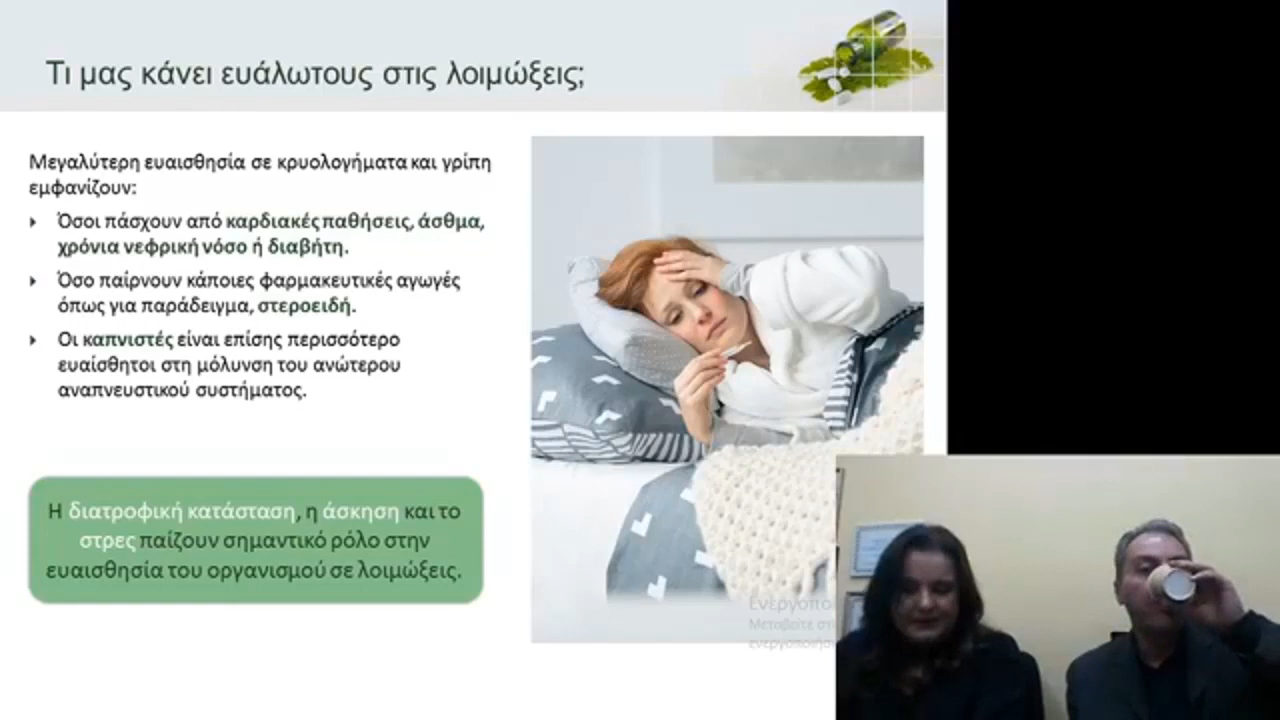 Τι μας κάνει ευάλωτους στις λοιμώξεις;
Μεγαλύτερη ευαισθησία σε κρυολογήματα και γρίπη
εμφανίζουν:
Όσοι πάσχουν από καρδιακές παθήσεις, άσθμα,
χρόνια νεφρική νόσο ή διαβήτη.
Όσο παίρνουν κάποιες φαρμακευτικές αγωγές
όπως για παράδειγμα, στεροειδή.
Οι καπνιστές είναι επίσης περισσότερο
ευαίσθητοι στη μόλυνση του ανώτερου
αναπνευστικού συστήματος.
Η διατροφική κατάσταση, η άσκηση και το
στρες παίζουν σημαντικό ρόλο στην
ευαισθησία του οργανισμού σε λοιμώξεις.
Μεταβείτε